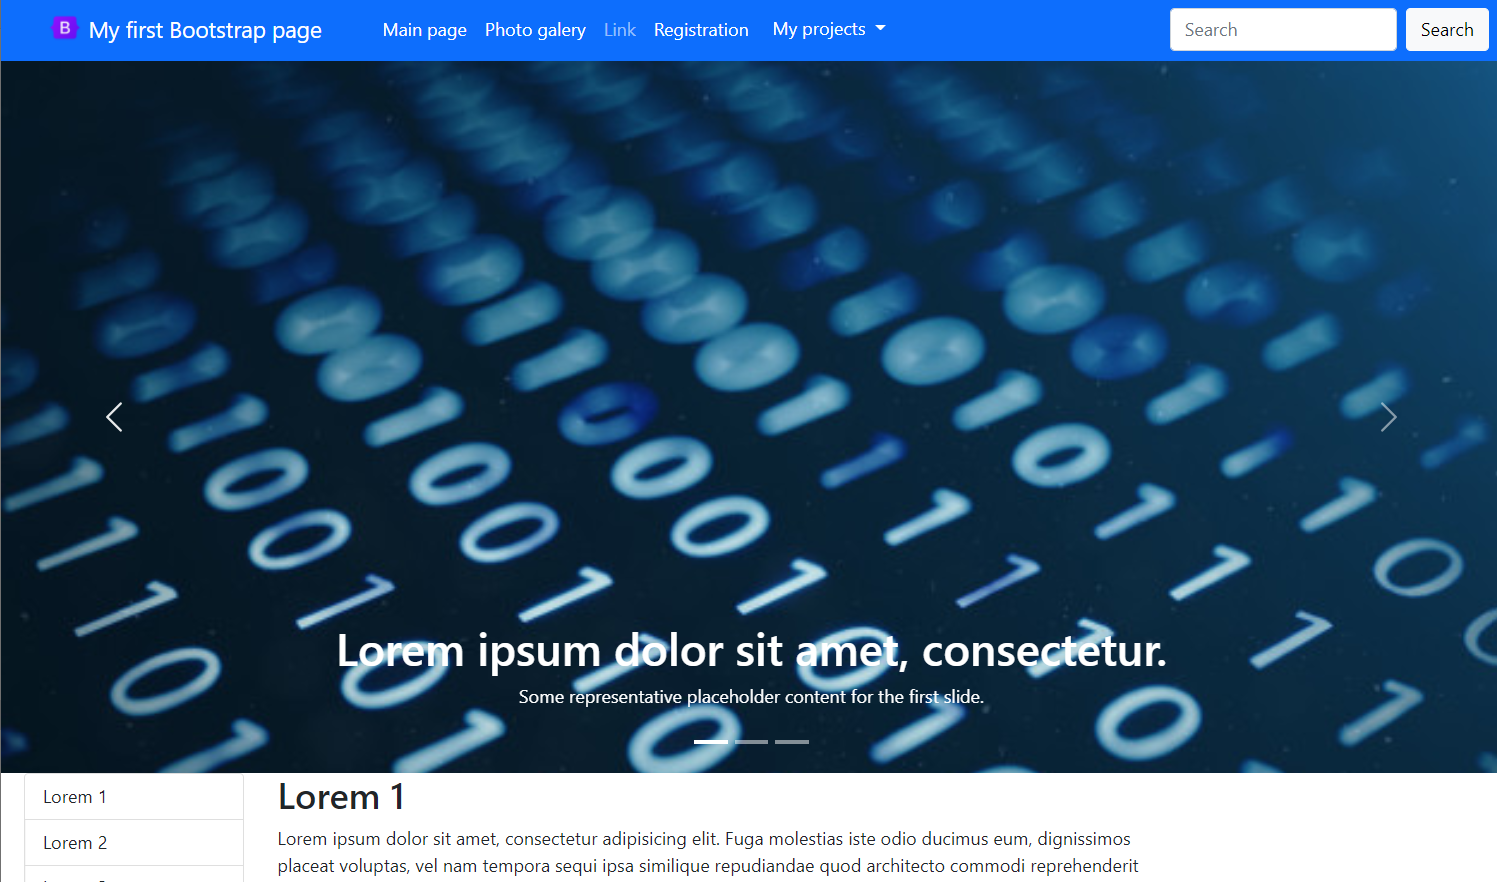 B My first Bootstrap page Main page Photo galery Link Registration My projects Search Search
Lorem ipsum dolor sit amet, consectetur.
Some representative placeholder content for the first slide.
Lorem 1
Lorem 2
Lorem 1
Lorem ipsum dolor sit amet, consectetur adipisicing elit. Fuga molestias iste odio ducimus eum, dignissimos
placeat voluptas, vel nam tempora sequi ipsa similique repudiandae quod architecto commodi reprehenderit